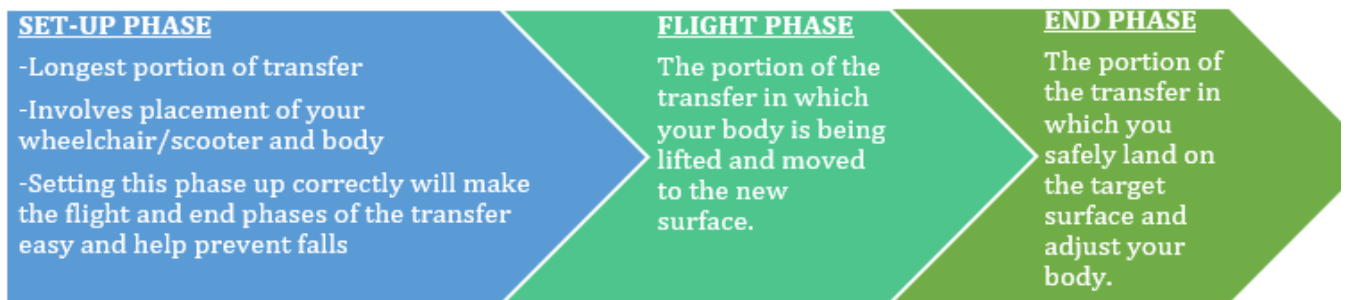 SET-UP PHASE
-Longest portion of transfer
-Involves placement of your
wheelchair/scooter and body
-Setting this phase up correctly will make
the flight and end phases of the transfer
easy and help prevent falls
FLIGHT PHASE
The portion of the
transfer in which
your body is being
lifted and moved
to the new
surface.
END PHASE
The portion of
the transfer in
which you
safely land on
the target
surface and
adjust your
body.